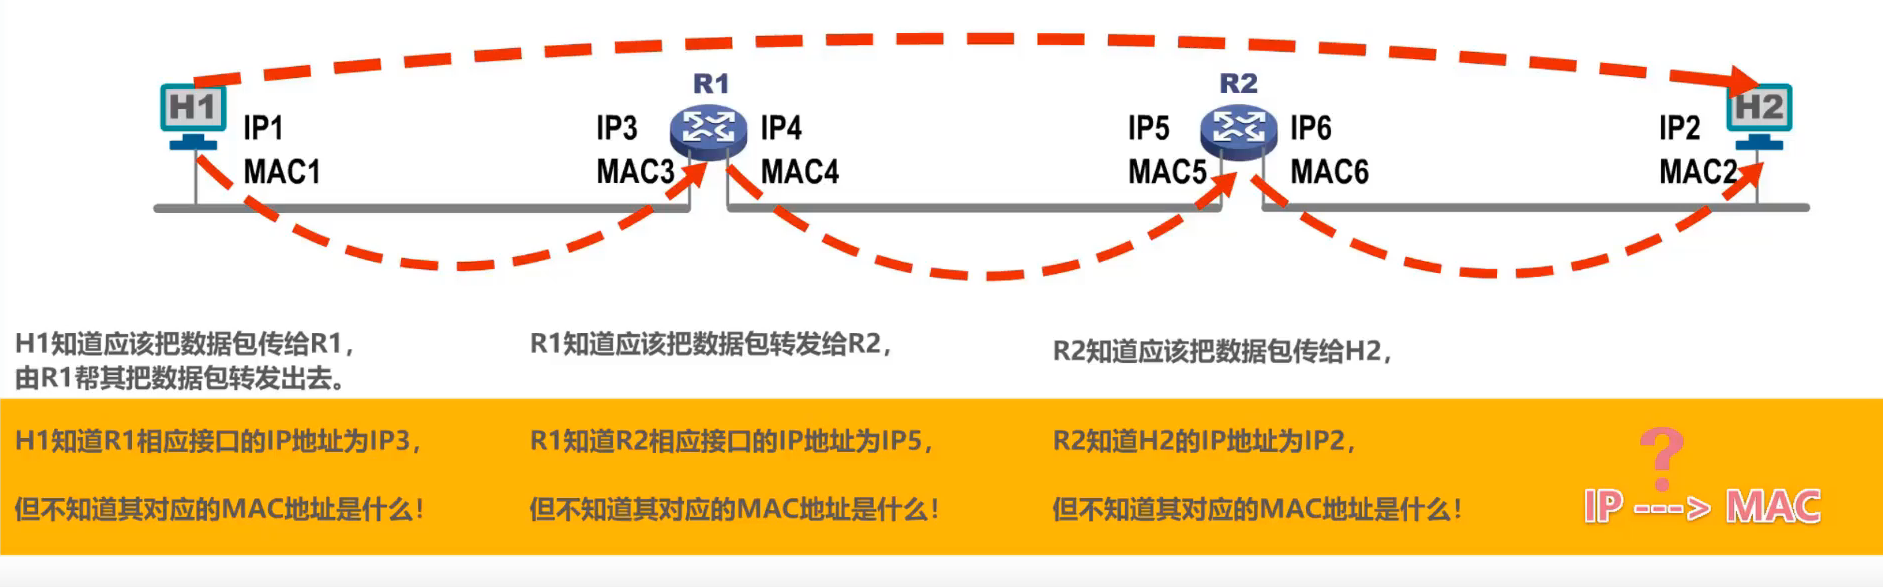 R1
R2
H1
H2
IP1
IP3
IP4
IP5
IP6
IP2
MAC1
MAC3
MAC4
MAC5
MAC6
MAC2
H1知道应该把数据包传给R1，
由R1帮其把数据包转发出去。
R1知道应该把数据包转发给R2，
R2知道应该把数据包传给H2，
H1知道R1相应接口的IP地址为IP3，
但不知道其对应的MAC地址是什么！
R1知道R2相应接口的IP地址为IP5，
但不知道其对应的MAC地址是什么！
R2知道H2的IP地址为IP2，
但不知道其对应的MAC地址是什么！
?
IP ---> MAC